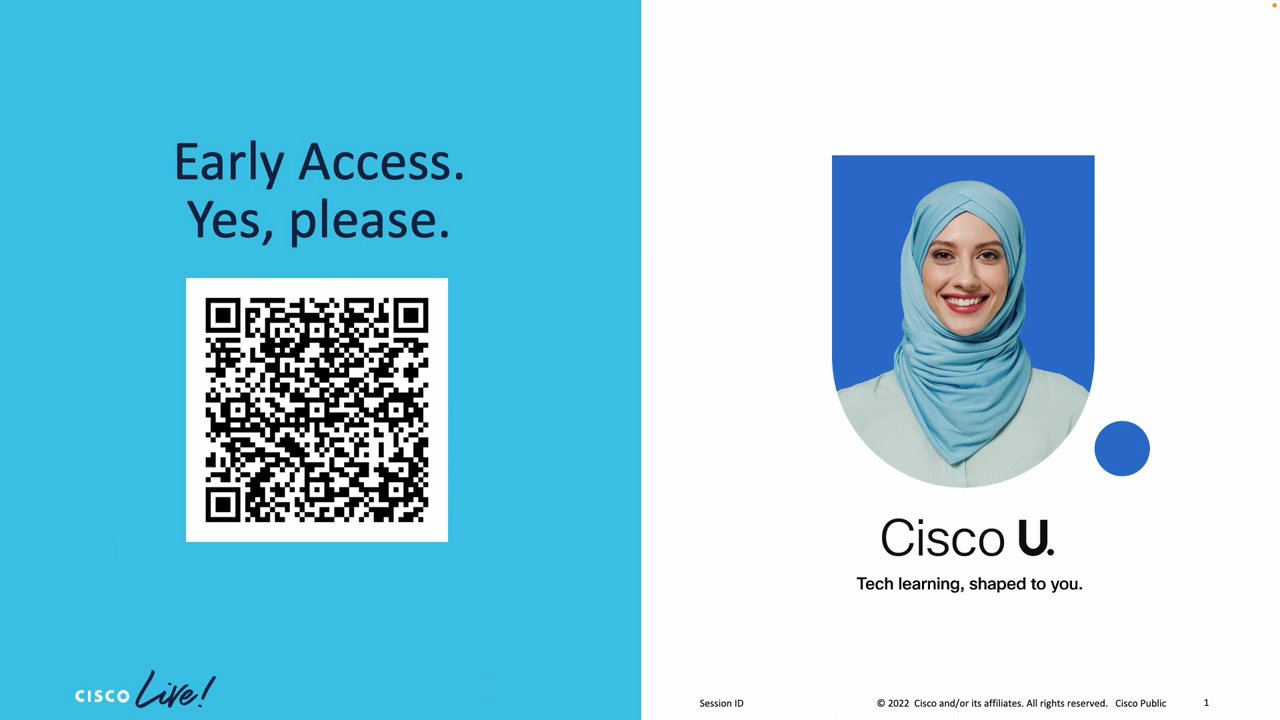 Early Access.
Yes, please.
CISCO Live!
Cisco U.
Tech learning, shaped to you.
Session ID
© 2022 Cisco and/or its affiliates. All rights reserved. Cisco Public
1